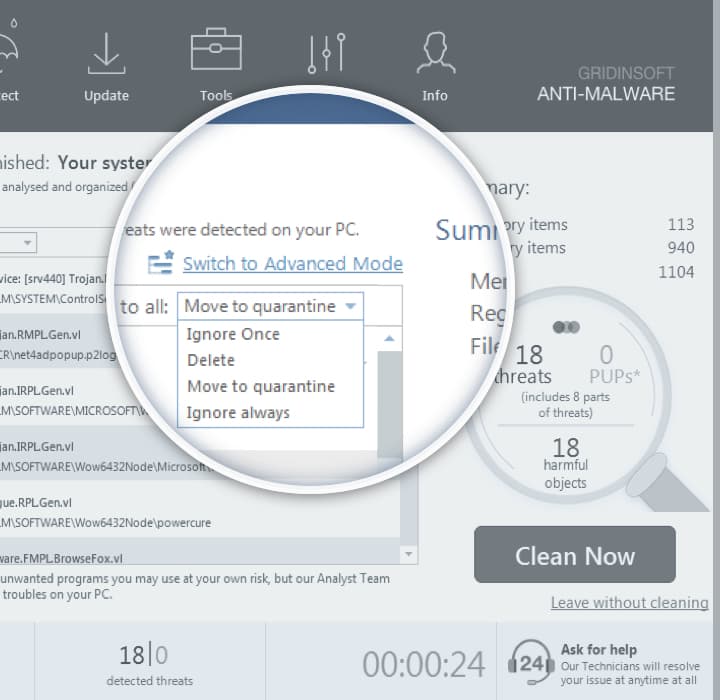 ect
Update
Tools
Info
GRIDINSOFT
ANTI-MALWARE
ished: Your syste
analysed and organized
eats were detected on your PC.
Switch to Advanced Mode
to all: Move to quarantine
Ignore Once
Delete
Move to quarantine
Ignore always
Summ
Mem
Reg
File
mary:
ory items 113
ry items 940
1104
vice: [srv440] Trojan.
M\SYSTEM\ControlS
jan.RMPL.Gen.vl
CR\net4adpopup.p2log
jan.IRPL.Gen.vl
M\SOFTWARE\MICROSOFT\W
jan.IRPL.Gen.vl
M\SOFTWARE\Wow6432Node\Microsoft\
gue.RPL.Gen.vl
M\SOFTWARE\Wow6432Node\powercure
ware.FMPL.BrowseFox.vl
18 threats
0 PUPs*
(includes 8 parts
of threats)
18
harmful
objects
unwanted programs you may use at your own risk, but our Analyst Team
troubles on your PC.
Clean Now
Leave without cleaning
18|0
detected threats
00:00:24
24
Ask for help
Our Technicians will resolve
your issue at anytime at all